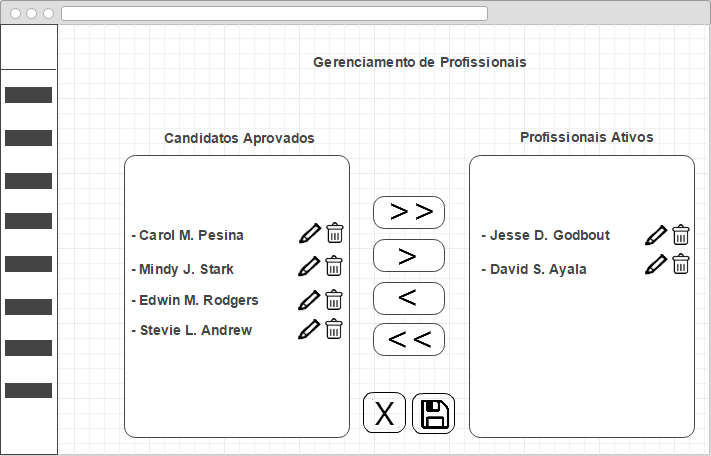 Gerenciamento de Profissionais
Candidatos Aprovados
Profissionais Ativos
- Carol M. Pesina
- Mindy J. Stark
- Edwin M. Rodgers
- Stevie L. Andrew
>>
>
<
<<
X
- Jesse D. Godbout
- David S. Ayala